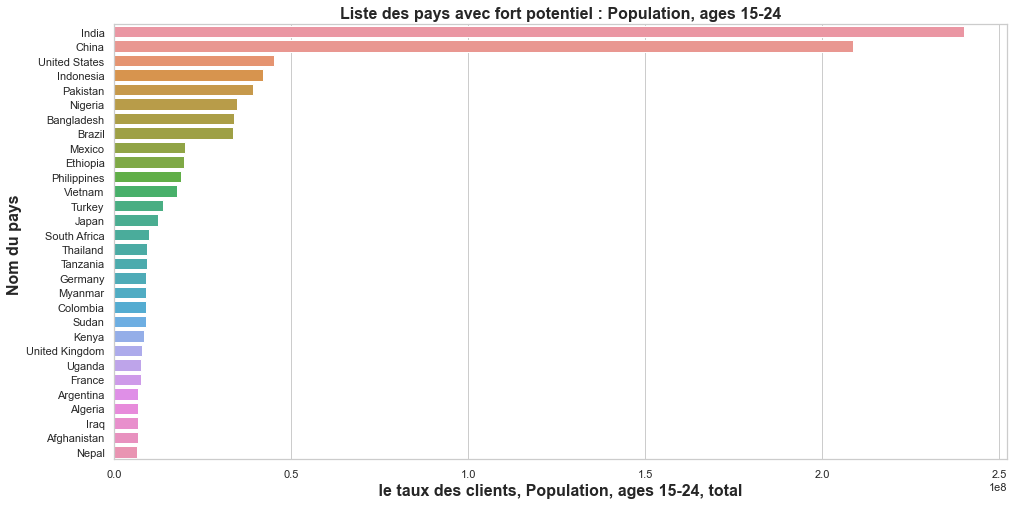 Liste des pays avec fort potentiel : Population, ages 15-24
Nom du pays
India
China
United States
Indonesia
Pakistan
Nigeria
Bangladesh
Brazil
Mexico
Ethiopia
Philippines
Vietnam
Turkey
Japan
South Africa
Thailand
Tanzania
Germany
Myanmar
Colombia
Sudan
Kenya
United Kingdom
Uganda
France
Argentina
Algeria
Iraq
Afghanistan
Nepal
0.0 0.5 1.0 1.5 2.0 2.5
1e8
le taux des clients, Population, ages 15-24, total